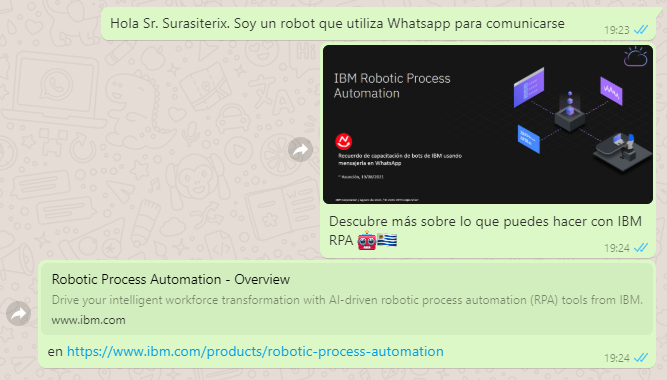 Hola Sr. Surasiterix. Soy un robot que utiliza Whatsapp para comunicarse
19:23
IBM Robotic Process
Automation
Recuerdo de capacitación de bots de IBM usando
mensajería en WhatsApp
Descubre más sobre lo que puedes hacer con IBM
RPA 🤖🇺🇾
19:24
Robotic Process Automation - Overview
Drive your intelligent workforce transformation with AI-driven robotic process automation (RPA) tools from IBM.
www.ibm.com
en https://www.ibm.com/products/robotic-process-automation
19:24